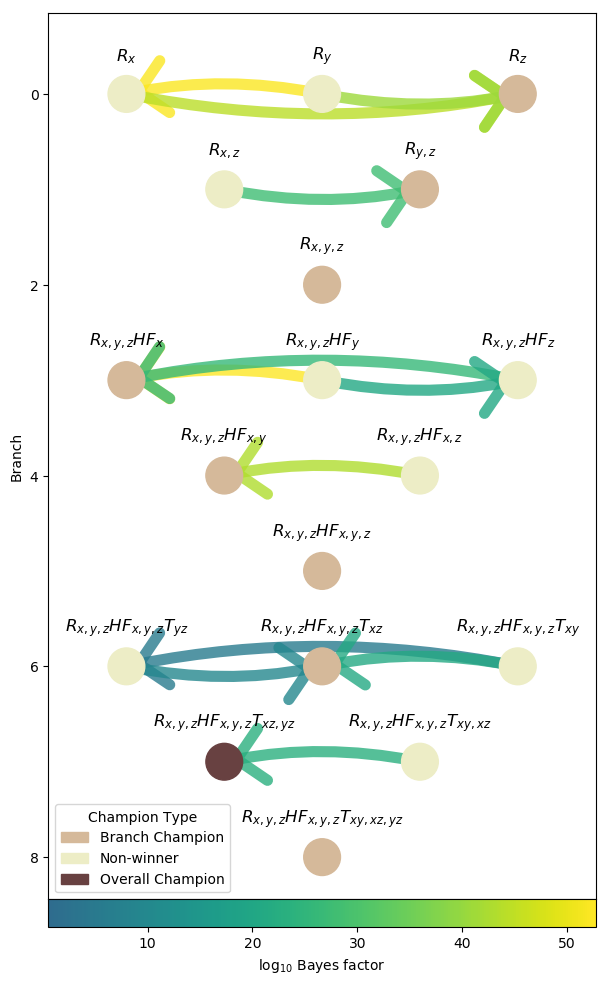 R_x R_y R_z
0
R_{x,z} R_{y,z}
R_{x,y,z}
2
R_{x,y,z}HF_x R_{x,y,z}HF_y R_{x,y,z}HF_z
R_{x,y,z}HF_{x,y} R_{x,y,z}HF_{x,z}
4
Branch
R_{x,y,z}HF_{x,y,z}
R_{x,y,z}HF_{x,y,z}T_{yz} R_{x,y,z}HF_{x,y,z}T_{xz} R_{x,y,z}HF_{x,y,z}T_{xy}
6
R_{x,y,z}HF_{x,y,z}T_{xz,yz} R_{x,y,z}HF_{x,y,z}T_{xy,xz}
R_{x,y,z}HF_{x,y,z}T_{xy,xz,yz}
8
Champion Type
Branch Champion
Non-winner
Overall Champion
10 20 30 40 50
log_{10} Bayes factor